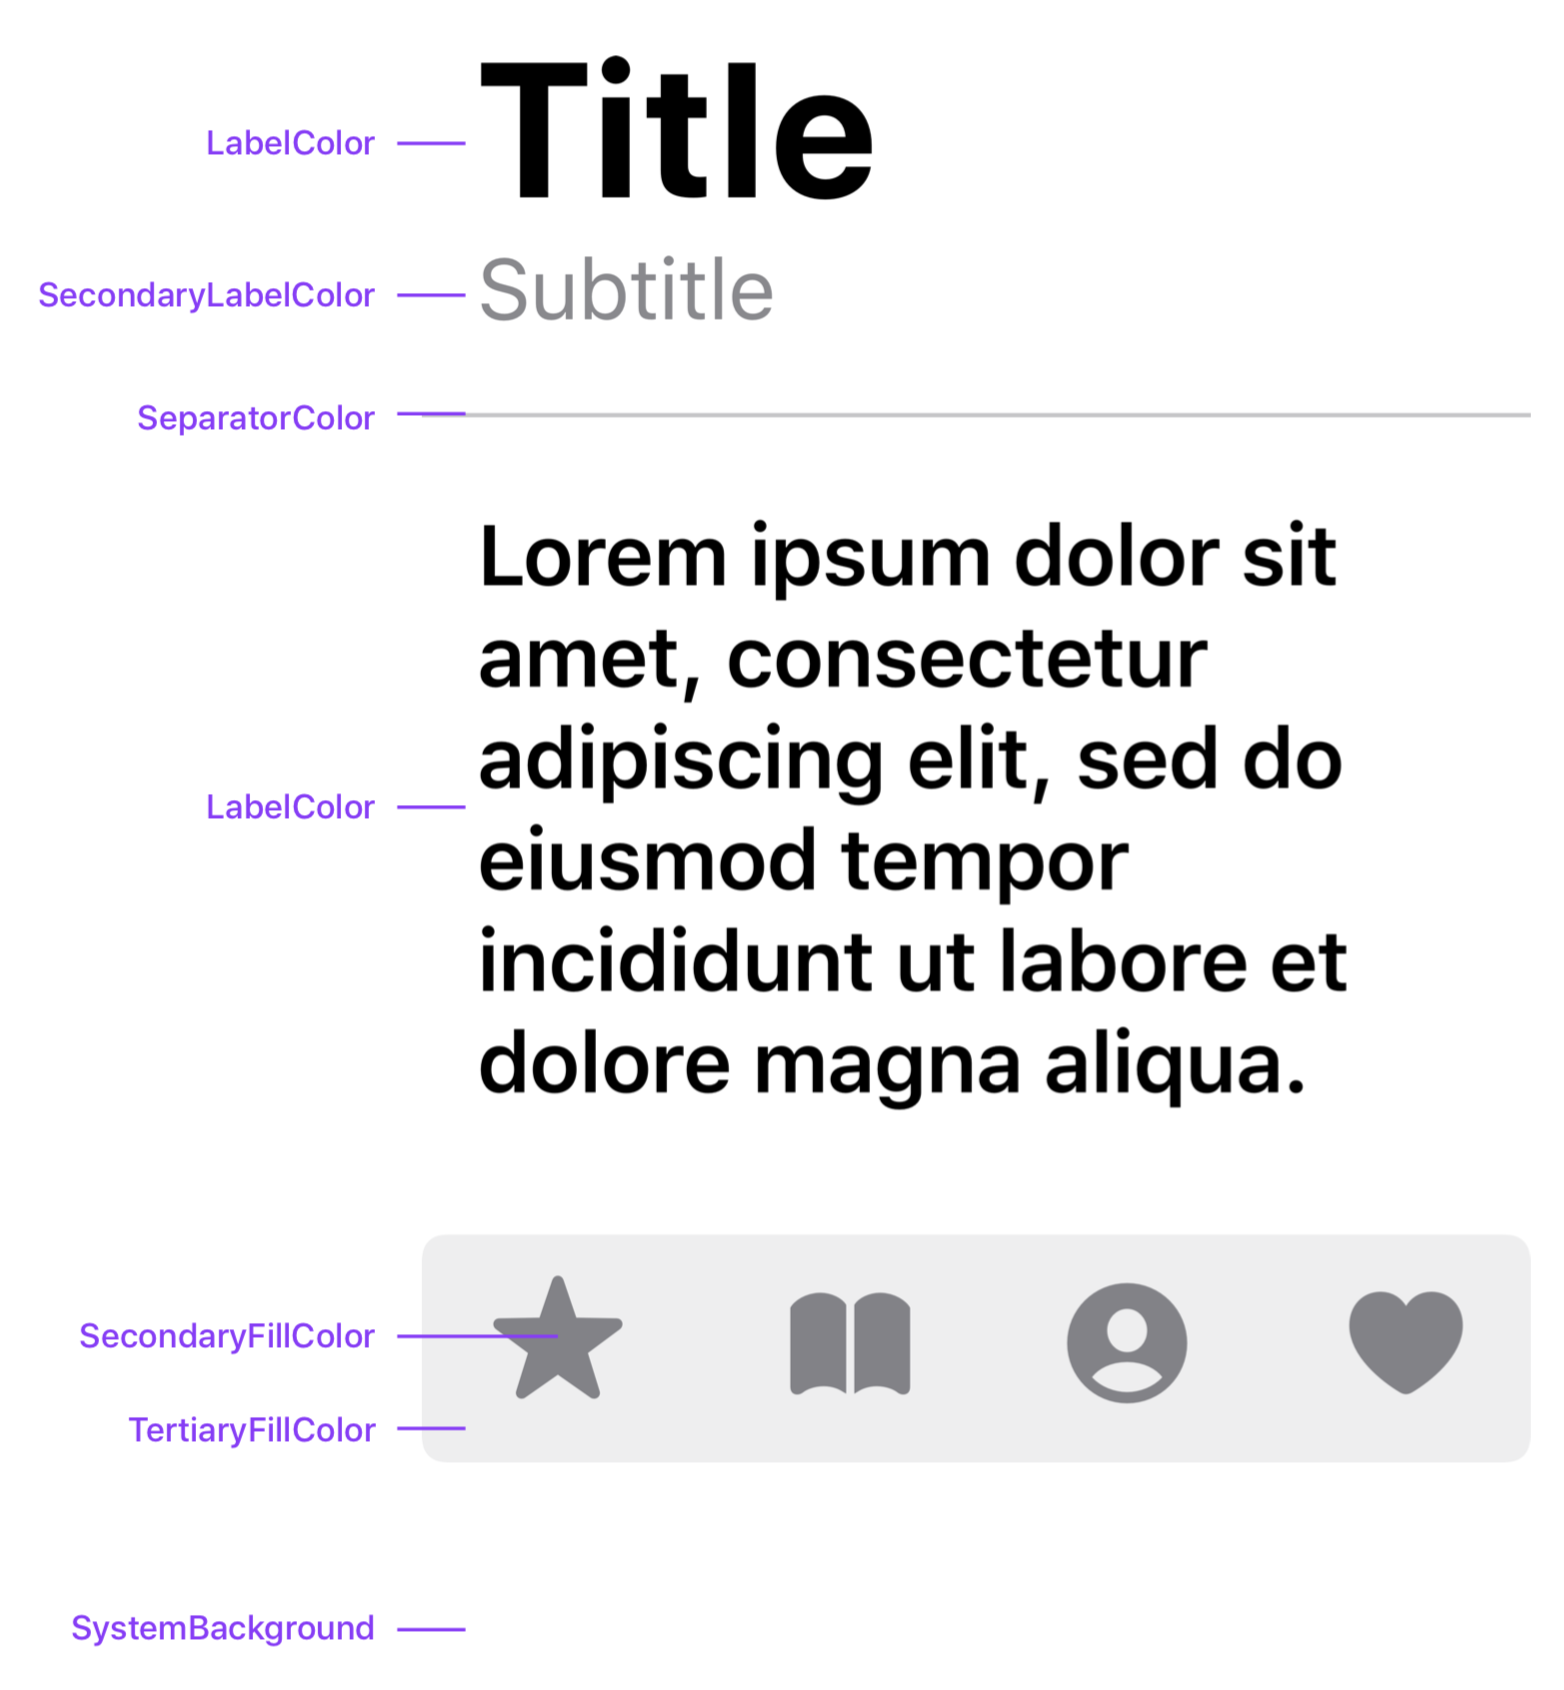 LabelColor
Title
SecondaryLabelColor
Subtitle
SeparatorColor
Lorem ipsum dolor sit
amet, consectetur
adipiscing elit, sed do
LabelColor
eiusmod tempor
incididunt ut labore et
dolore magna aliqua.
SecondaryFillColor
TertiaryFillColor
SystemBackground